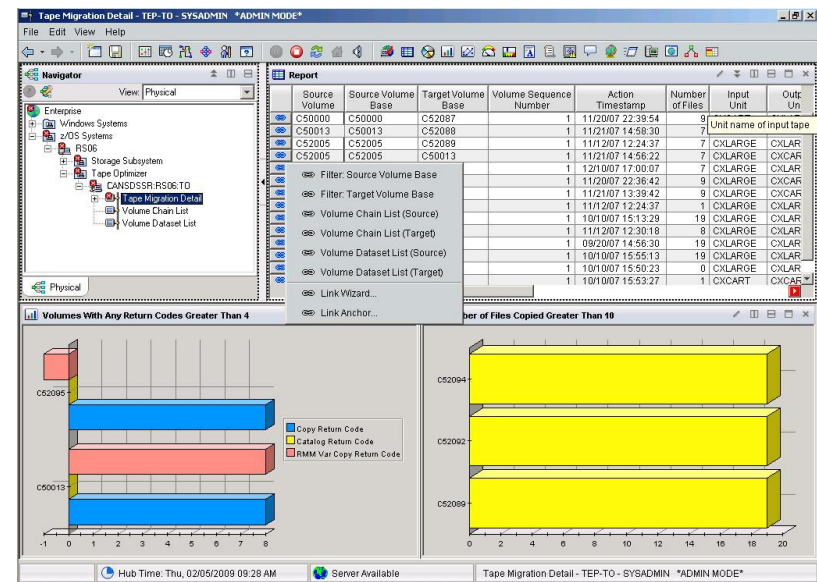 Tape Migration Detail - TEP-TO - SYSADMIN *ADMIN MODE*
File Edit View Help
Navigator
View: Physical
Enterprise
Windows Systems
z/OS Systems
RS06
Storage Subsystem
Tape Optimizer
CANSDSSR:RS06:TO
Tape Migration Detail
Volume Chain List
Volume Dataset List
Physical
Report
Source Volume Source Volume Base Target Volume Base Volume Sequence Number Action Timestamp Number of Files Input Unit Outp Un
C50000 C50000 C52087 1 11/20/07 22:39:54 9
C50013 C50013 C52088 1 11/21/07 14:58:30 7
C52005 C52005 C52089 1 11/12/07 12:24:37 7 CXLARGE CXLAR
C52005 C52005 C50013 1 11/21/07 14:56:22 7 CXLARGE CXCAR
1 12/10/07 17:00:07 7 CXLARGE CXLAR
1 11/20/07 22:36:42 9 CXLARGE CXCAR
1 11/21/07 13:39:42 9 CXLARGE CXCAR
1 11/12/07 12:24:37 1 CXLARGE CXLAR
1 10/10/07 15:13:29 19 CXLARGE CXLAR
1 11/12/07 12:30:18 8 CXLARGE CXLAR
1 09/20/07 14:56:30 19 CXLARGE CXLAR
1 10/10/07 15:55:13 19 CXLARGE CXLAR
1 10/10/07 15:50:23 0 CXLARGE CXLAR
1 10/10/07 15:53:27 1 CXCART CXCAR
Unit name of input tape
Filter: Source Volume Base
Filter: Target Volume Base
Volume Chain List (Source)
Volume Chain List (Target)
Volume Dataset List (Source)
Volume Dataset List (Target)
Link Wizard...
Link Anchor...
Volumes With Any Return Codes Greater Than 4
C52095
C50013
-1 0 1 2 3 4 5 6 7 8
Copy Return Code
Catalog Return Code
RMM Var Copy Return Code
ber of Files Copied Greater Than 10
C52094
C52092
C52089
0 2 4 6 8 10 12 14 16 18 20
Hub Time: Thu, 02/05/2009 09:28 AM
Server Available
Tape Migration Detail - TEP-TO - SYSADMIN *ADMIN MODE*